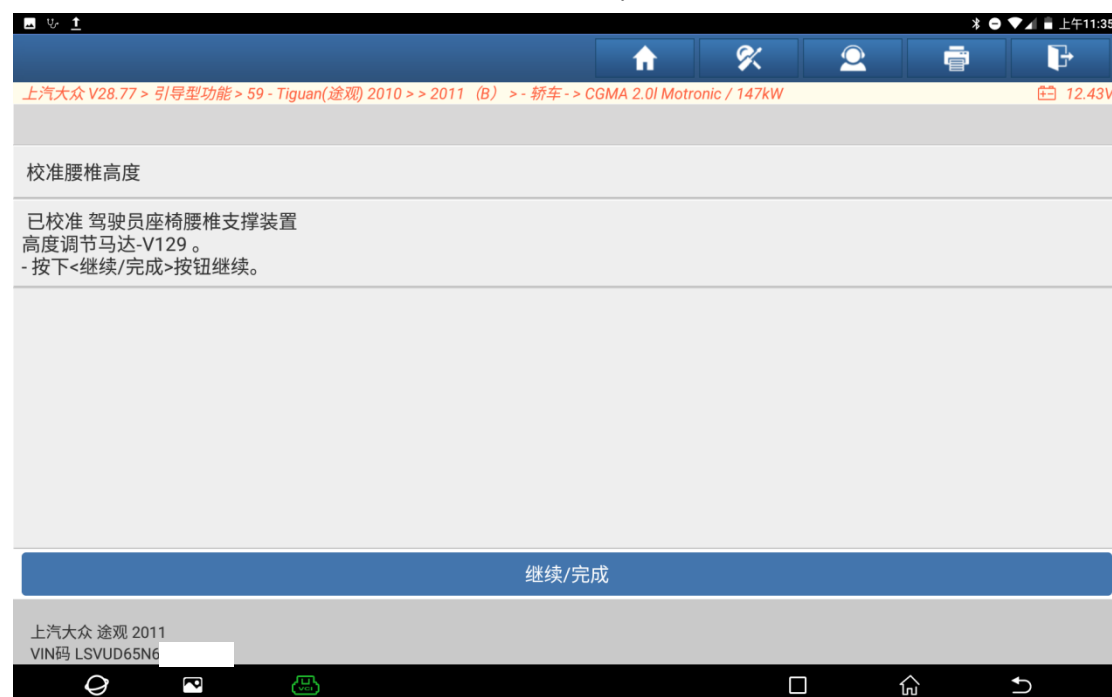 上午11:35
上汽大众 V28.77 > 引导型功能 > 59 - Tiguan(途观) 2010 > > 2011 （B） > - 轿车 - > CGMA 2.0l Motronic / 147kW 12.43V
校准腰椎高度
已校准 驾驶员座椅腰椎支撑装置
高度调节马达-V129 。
- 按下<继续/完成>按钮继续。
继续/完成
上汽大众 途观 2011
VIN码 LSVUD65N6
VCI